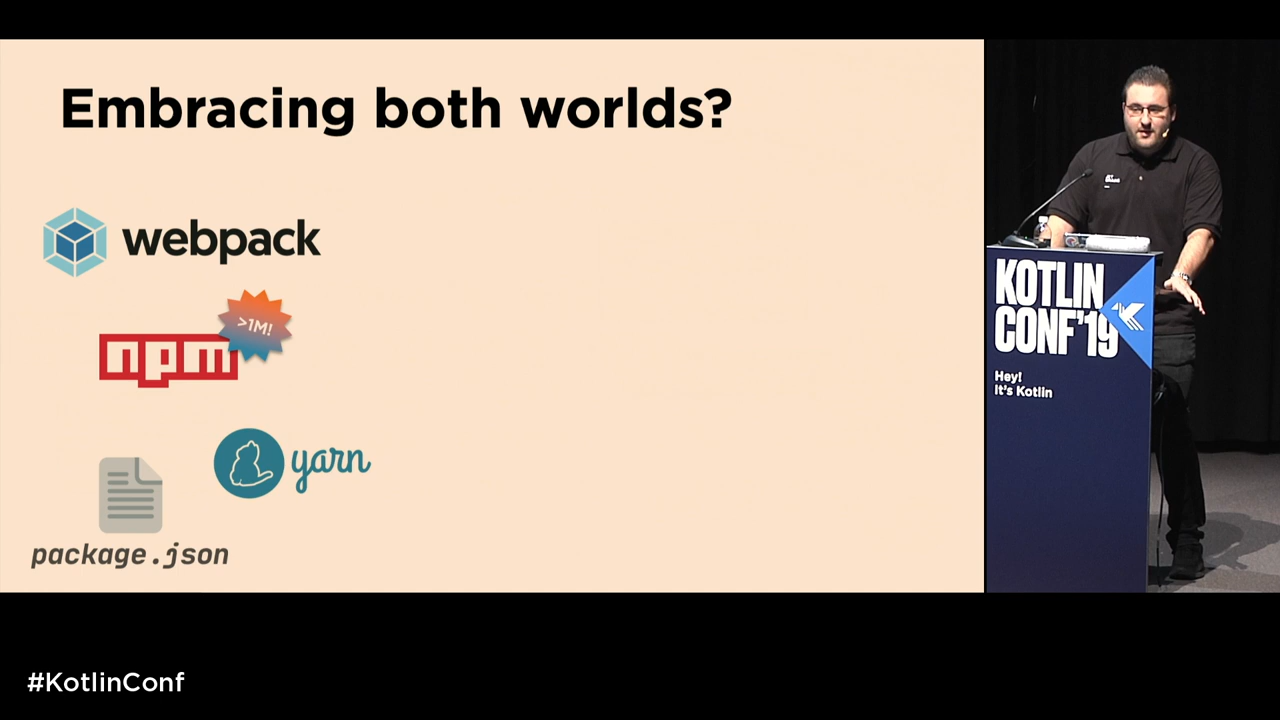 Embracing both worlds?
webpack
>1M!
npm
yarn
package.json
KOTLIN
CONF'19
Hey!
It's Kotlin
#KotlinConf